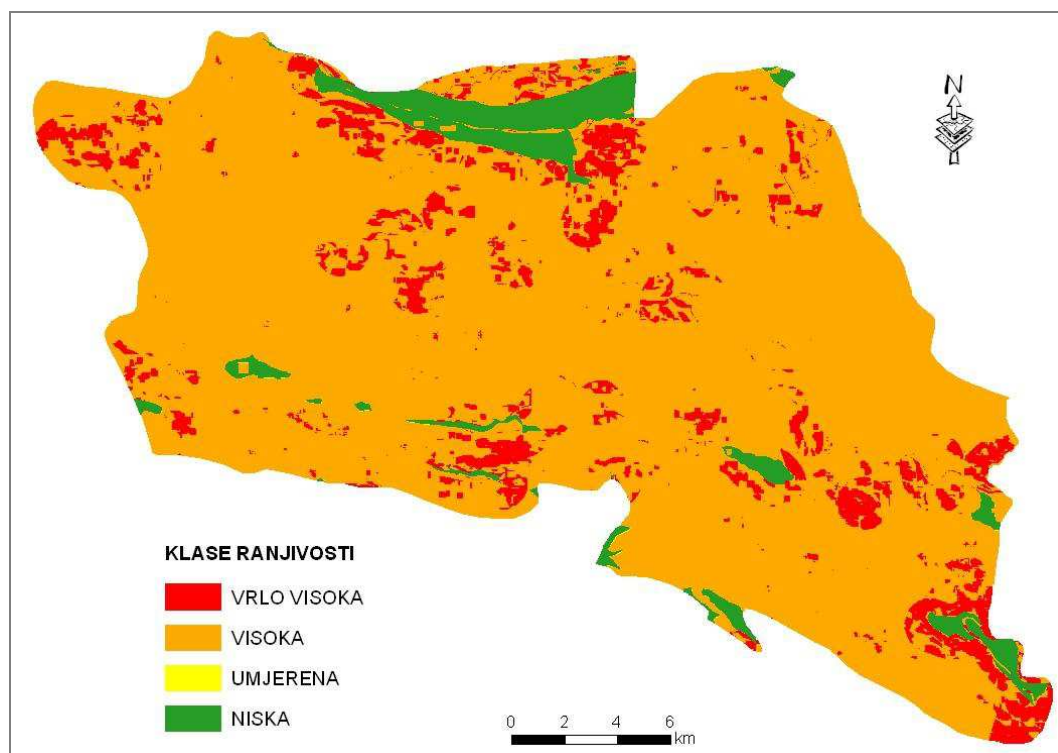 N
KLASE RANJIVOSTI
VRLO VISOKA
VISOKA
UMJERENA
NISKA
0 2 4 6
km